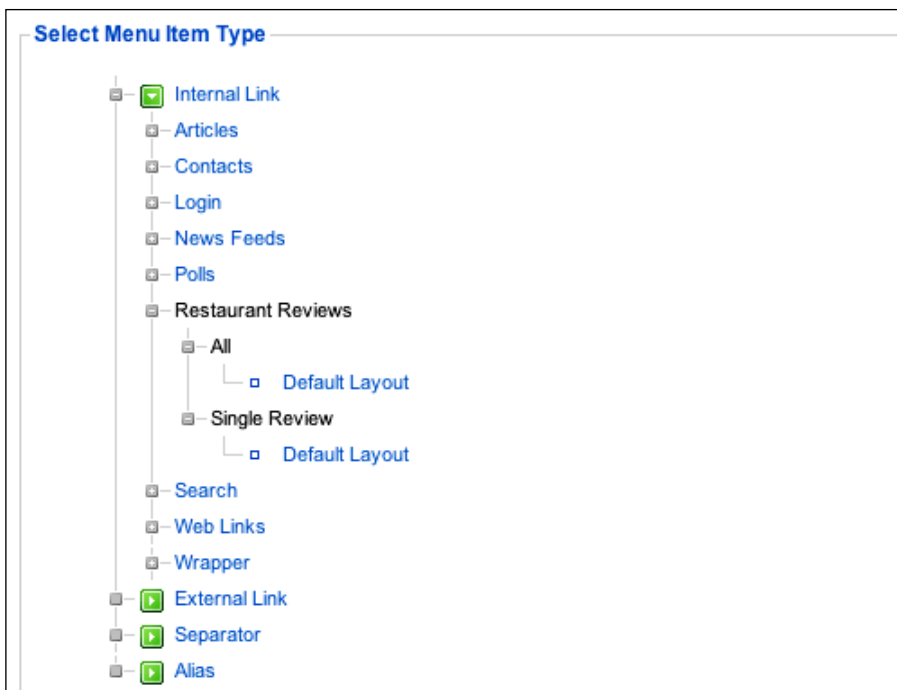 Select Menu Item Type
Internal Link
Articles
Contacts
Login
News Feeds
Polls
Restaurant Reviews
All
Default Layout
Single Review
Default Layout
Search
Web Links
Wrapper
External Link
Separator
Alias